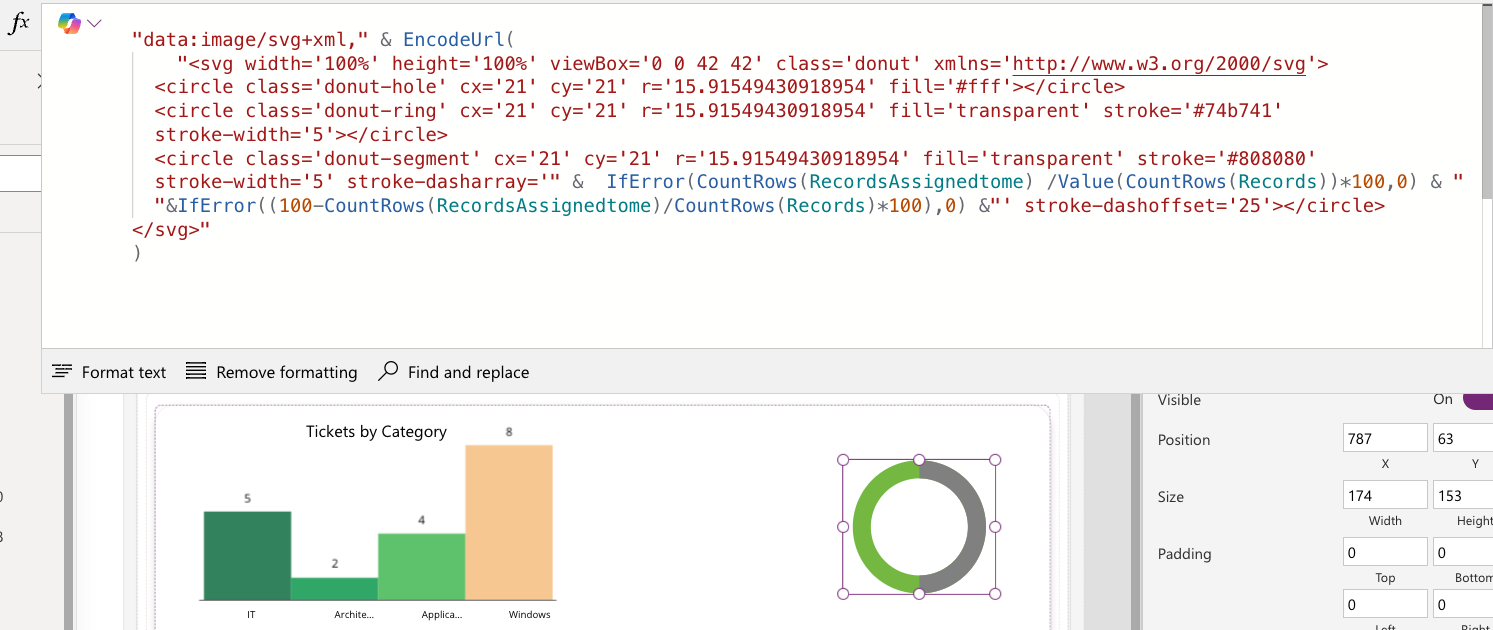 fx
"data:image/svg+xml," & EncodeUrl(
"<svg width='100%' height='100%' viewBox='0 0 42 42' class='donut' xmlns='http://www.w3.org/2000/svg'>
<circle class='donut-hole' cx='21' cy='21' r='15.91549430918954' fill='#fff'></circle>
<circle class='donut-ring' cx='21' cy='21' r='15.91549430918954' fill='transparent' stroke='#74b741'
stroke-width='5'></circle>
<circle class='donut-segment' cx='21' cy='21' r='15.91549430918954' fill='transparent' stroke='#808080'
stroke-width='5' stroke-dasharray='" &  IfError(CountRows(RecordsAssignedtome) /Value(CountRows(Records))*100,0) & "
"&IfError((100-CountRows(RecordsAssignedtome)/CountRows(Records)*100),0) &"' stroke-dashoffset='25'></circle>
</svg>"
)
Format text Remove formatting Find and replace
Visible On
Tickets by Category
8
5
4
2
IT Archite... Applica... Windows
Position 787 63
X Y
Size 174 153
Width Height
Padding 0 0
Top Bottom
0 0
Left Right